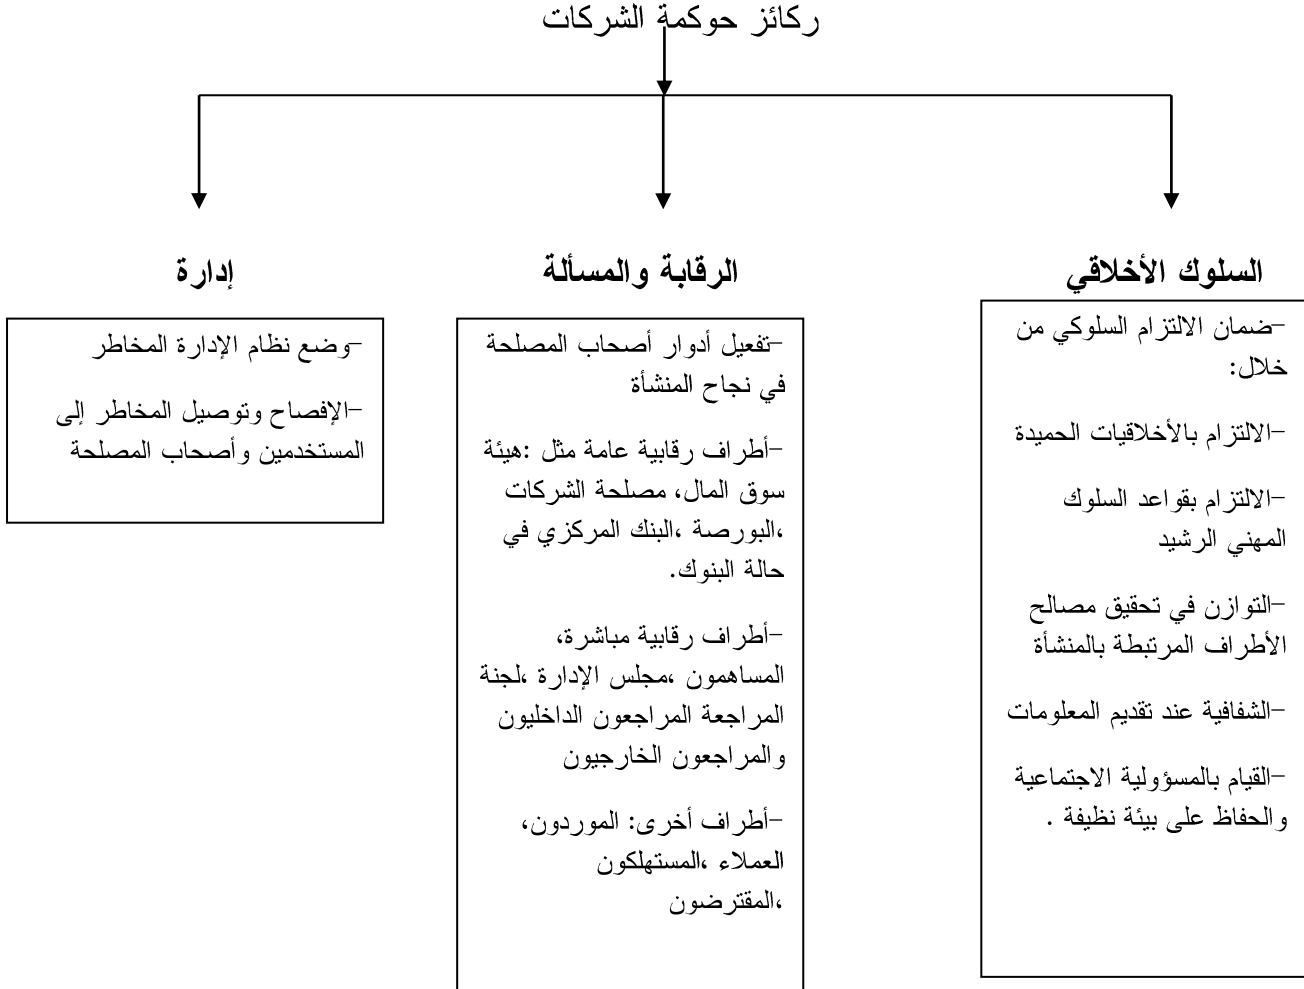 ركائز حوكمة الشركات
السلوك الأخلاقي
-ضمان الالتزام السلوكي من
خلال:
-الالتزام بالأخلاقيات الحميدة
-الالتزام بقواعد السلوك
المهني الرشيد
-التوازن في تحقيق مصالح
الأطراف المرتبطة بالمنشأة
-الشفافية عند تقديم المعلومات
-القيام بالمسؤولية الاجتماعية
والحفاظ على بيئة نظيفة .
الرقابة والمسألة
-تفعيل أدوار أصحاب المصلحة
في نجاح المنشأة
-أطراف رقابية عامة مثل :هيئة
سوق المال، مصلحة الشركات
،البورصة ،البنك المركزي في
حالة البنوك.
-أطراف رقابية مباشرة،
المساهمون ،مجلس الإدارة ،لجنة
المراجعة المراجعون الداخليون
والمراجعون الخارجيون
-أطراف أخرى: الموردون،
العملاء ،المستهلكون
،المقترضون
إدارة
-وضع نظام الإدارة المخاطر
-الإفصاح وتوصيل المخاطر إلى
المستخدمين وأصحاب المصلحة